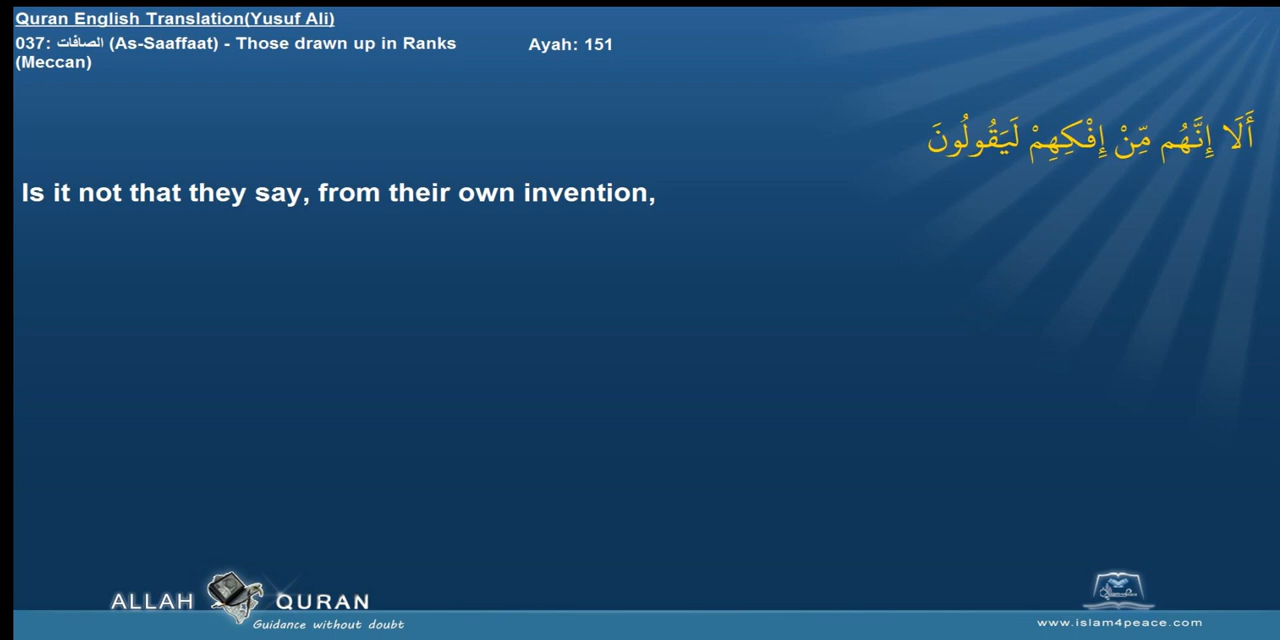 Quran English Translation(Yusuf Ali)
037: الصافات (As-Saaffaat) - Those drawn up in Ranks
(Meccan)
Ayah: 151
أَلَا إِنَّهُم مِّنْ إِفْكِهِمْ لَيَقُولُونَ
Is it not that they say, from their own invention,
ALLAH QURAN
Guidance without doubt
www.islam4peace.com